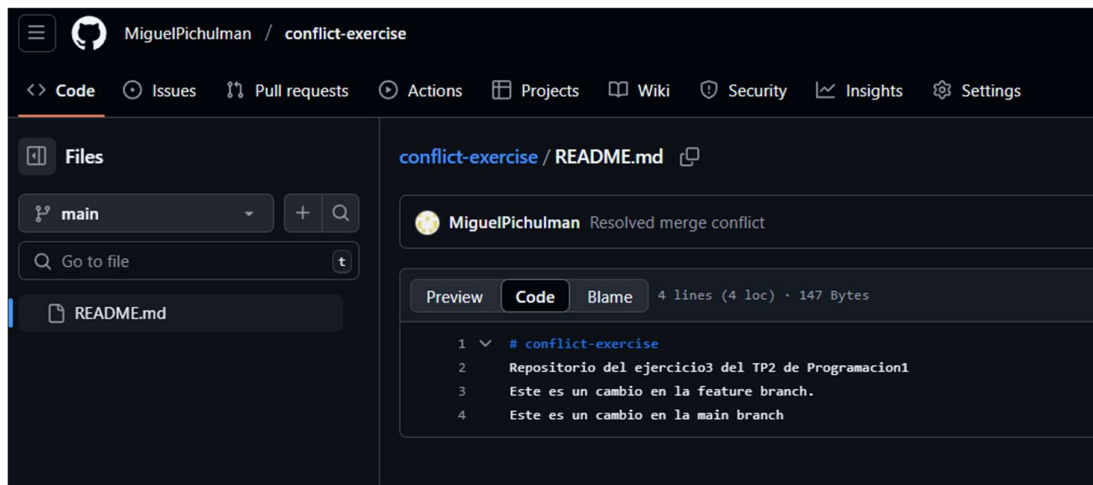 MiguelPichulman / conflict-exercise
<> Code Issues Pull requests Actions Projects Wiki Security Insights Settings
Files
main
Go to file t
README.md
conflict-exercise / README.md
MiguelPichulman Resolved merge conflict
Preview Code Blame 4 lines (4 loc) · 147 Bytes
1 # conflict-exercise
2 Repositorio del ejercicio3 del TP2 de Programacion1
3 Este es un cambio en la feature branch.
4 Este es un cambio en la main branch